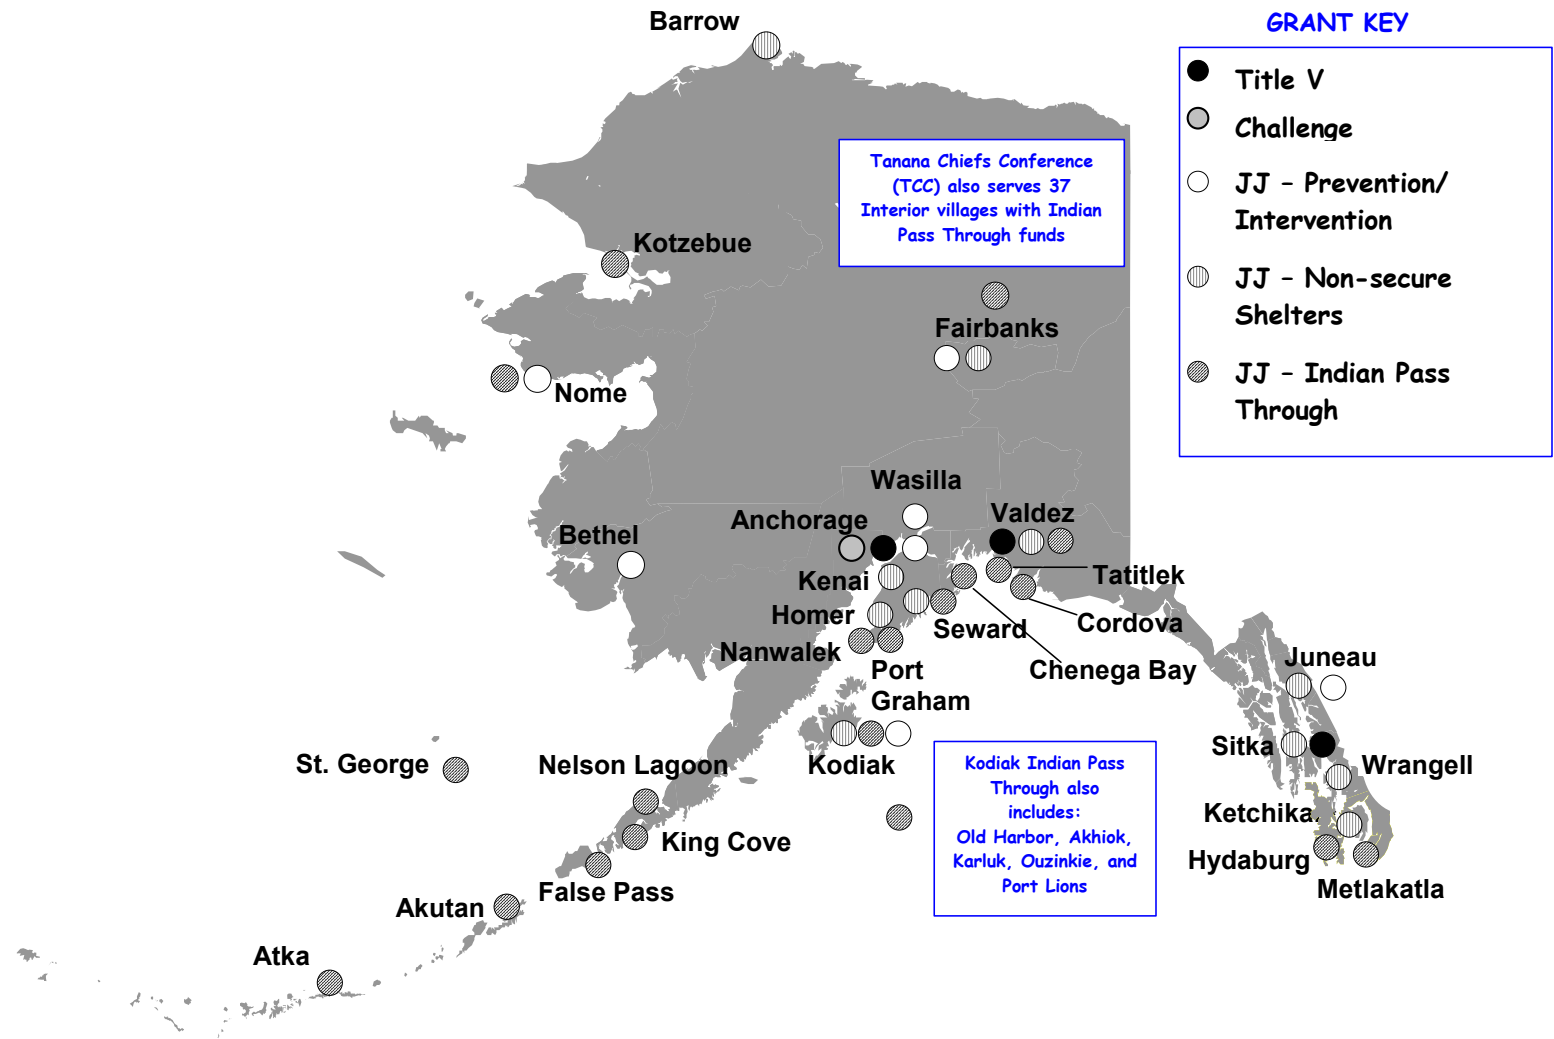 Barrow
GRANT KEY
Title V
Challenge
JJ – Prevention/
Intervention
JJ – Non-secure
Shelters
JJ – Indian Pass
Through
Tanana Chiefs Conference
(TCC) also serves 37
Interior villages with Indian
Pass Through funds
Kotzebue
Fairbanks
Nome
Wasilla
Anchorage
Valdez
Bethel
Kenai
Tatitlek
Homer
Cordova
Seward
Nanwalek
Chenega Bay
Port
Graham
Juneau
Sitka
Wrangell
St. George
Nelson Lagoon
Kodiak
Kodiak Indian Pass
Through also
includes:
Old Harbor, Akhiok,
Karluk, Ouzinkie, and
Port Lions
Ketchika
King Cove
Hydaburg
False Pass
Metlakatla
Akutan
Atka